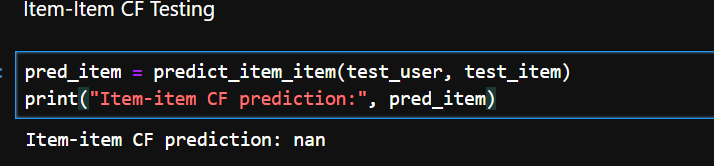 Item-Item CF Testing
:
pred_item = predict_item_item(test_user, test_item)
print("Item-item CF prediction:", pred_item)
Item-item CF prediction: nan